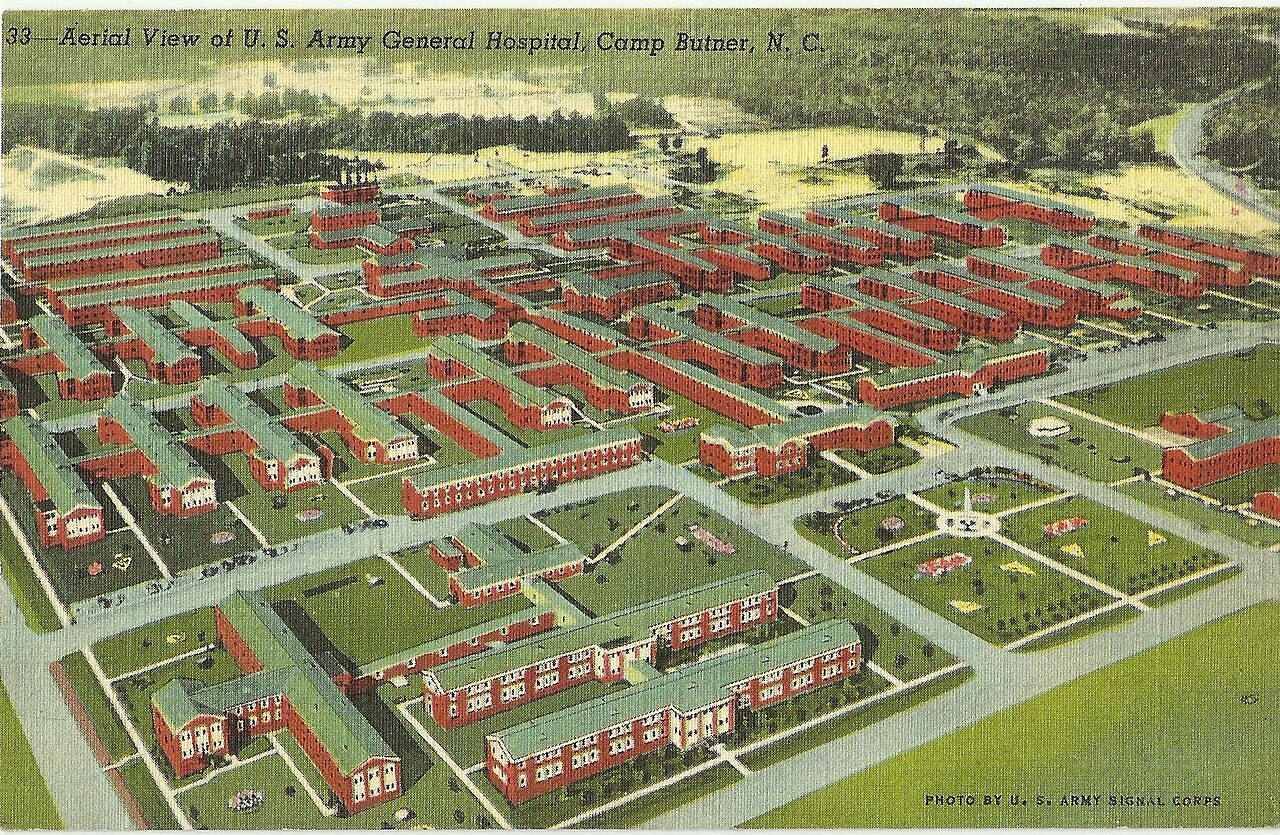 33—Aerial View of U. S. Army General Hospital, Camp Butner, N. C.
PHOTO BY U. S. ARMY SIGNAL CORPS